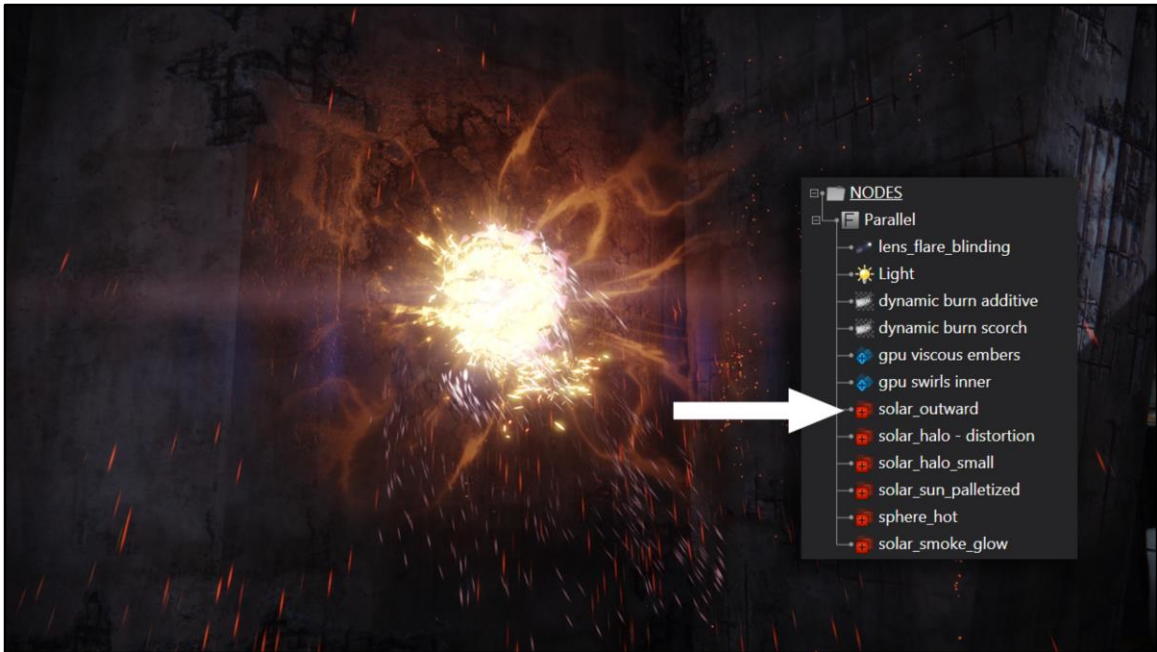 NODES
Parallel
lens_flare_blinding
Light
dynamic burn additive
dynamic burn scorch
gpu viscous embers
gpu swirls inner
solar_outward
solar_halo - distortion
solar_halo_small
solar_sun_palletized
sphere_hot
solar_smoke_glow